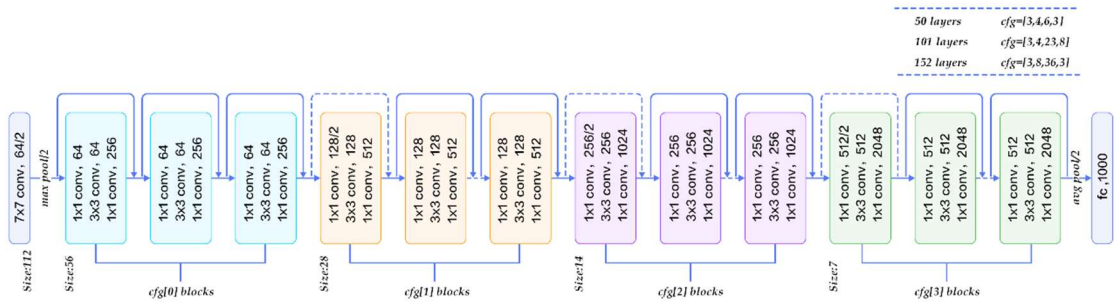 50 layers cfg=[3,4,6,3]
101 layers cfg=[3,4,23,8]
152 layers cfg=[3,8,36,3]
7x7 conv, 64/2
max pool/2
1x1 conv, 64
3x3 conv, 64
1x1 conv, 256
1x1 conv, 64
3x3 conv, 64
1x1 conv, 256
1x1 conv, 64
3x3 conv, 64
1x1 conv, 256
1x1 conv, 128/2
3x3 conv, 128
1x1 conv, 512
1x1 conv, 128
3x3 conv, 128
1x1 conv, 512
1x1 conv, 128
3x3 conv, 128
1x1 conv, 512
1x1 conv, 256/2
3x3 conv, 256
1x1 conv, 1024
1x1 conv, 256
3x3 conv, 256
1x1 conv, 1024
1x1 conv, 256
3x3 conv, 256
1x1 conv, 1024
1x1 conv, 512/2
3x3 conv, 512
1x1 conv, 2048
1x1 conv, 512
3x3 conv, 512
1x1 conv, 2048
1x1 conv, 512
3x3 conv, 512
1x1 conv, 2048
avg pool/2
fc,1000
Size:112
Size:56
cfg[0] blocks
Size:28
cfg[1] blocks
Size:14
cfg[2] blocks
Size:7
cfg[3] blocks